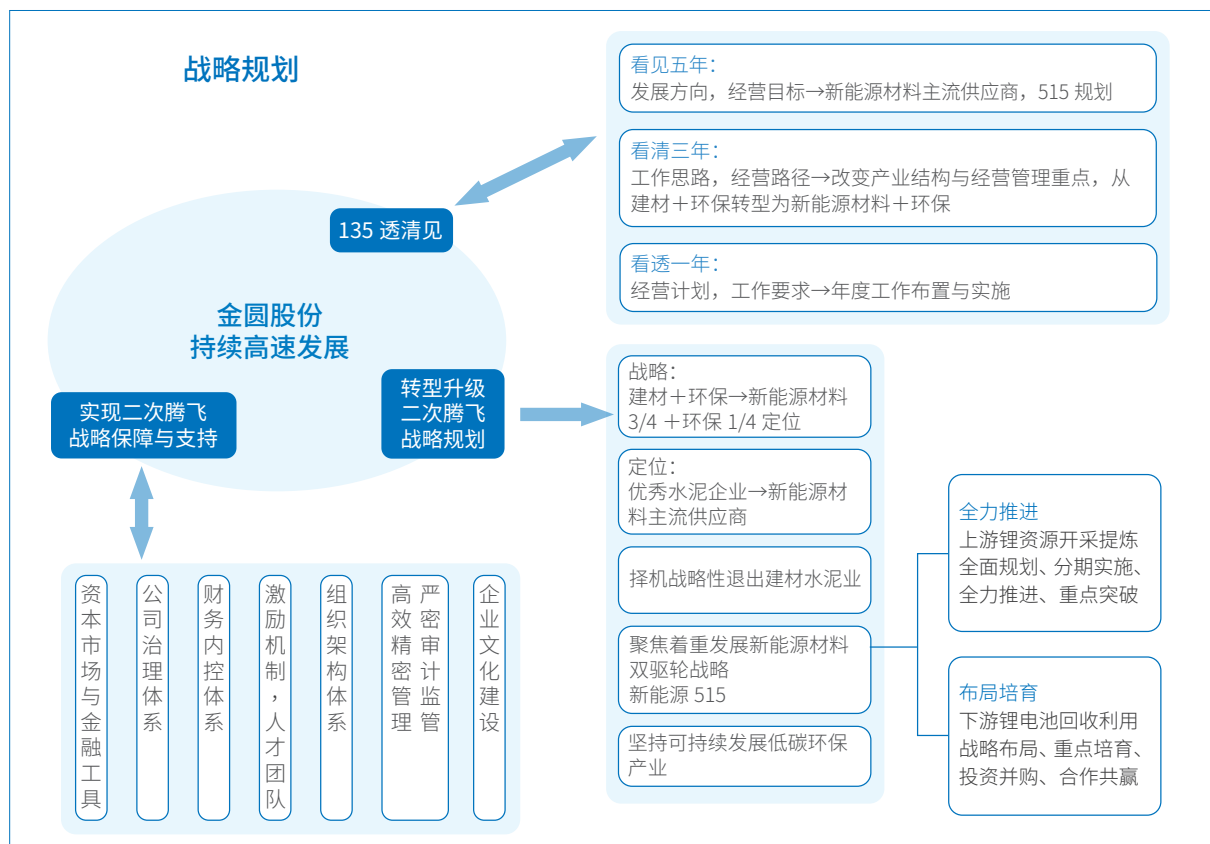 战略规划
看见五年：
发展方向，经营目标→新能源材料主流供应商，515 规划
看清三年：
工作思路，经营路径→改变产业结构与经营管理重点，从
建材＋环保转型为新能源材料＋环保
看透一年：
经营计划，工作要求→年度工作布置与实施
135 透清见
金圆股份
持续高速发展
实现二次腾飞
战略保障与支持
转型升级
二次腾飞
战略规划
战略：
建材＋环保→新能源材料
3/4 ＋环保 1/4 定位
定位：
优秀水泥企业→新能源材
料主流供应商
择机战略性退出建材水泥业
聚焦着重发展新能源材料
双驱轮战略
新能源 515
坚持可持续发展低碳环保
产业
全力推进
上游锂资源开采提炼
全面规划、分期实施、
全力推进、重点突破
布局培育
下游锂电池回收利用
战略布局、重点培育、
投资并购、合作共赢
资本市场与金融工具
公司治理体系
财务内控体系
激励机制，人才团队
组织架构体系
严密审计监管
高效精密管理
企业文化建设